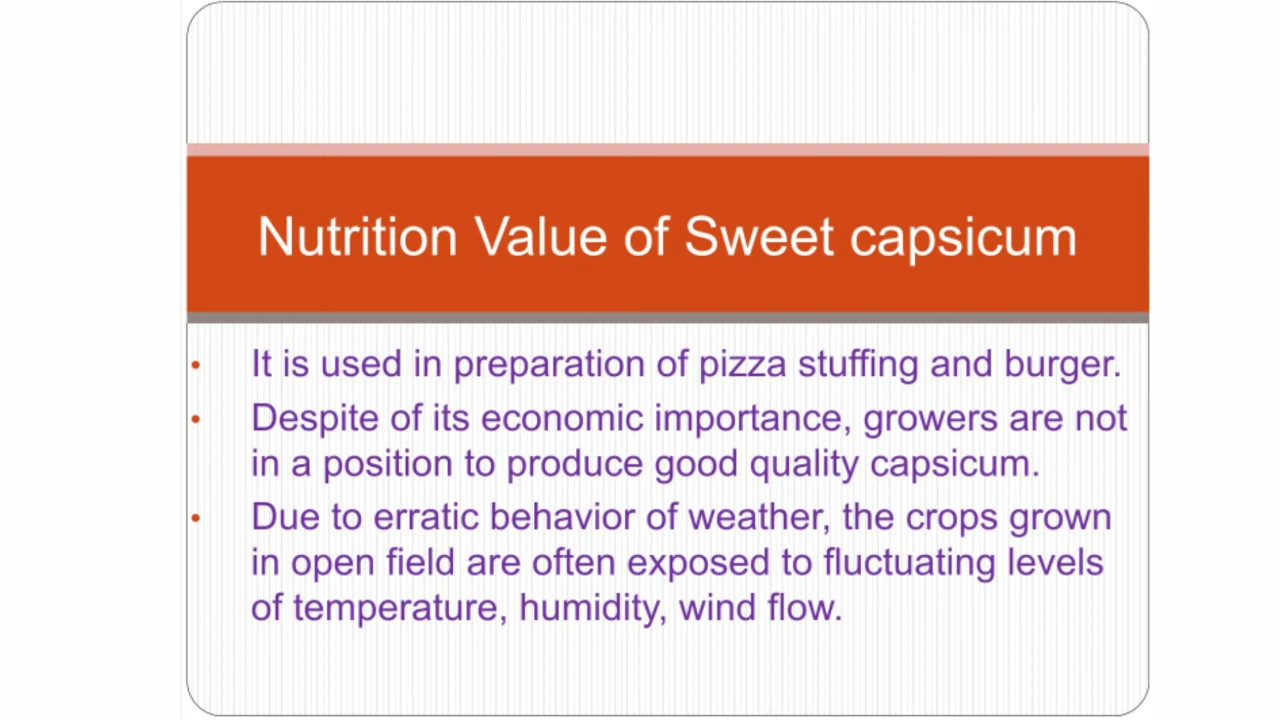 Nutrition Value of Sweet capsicum
• It is used in preparation of pizza stuffing and burger.
• Despite of its economic importance, growers are not
in a position to produce good quality capsicum.
• Due to erratic behavior of weather, the crops grown
in open field are often exposed to fluctuating levels
of temperature, humidity, wind flow.